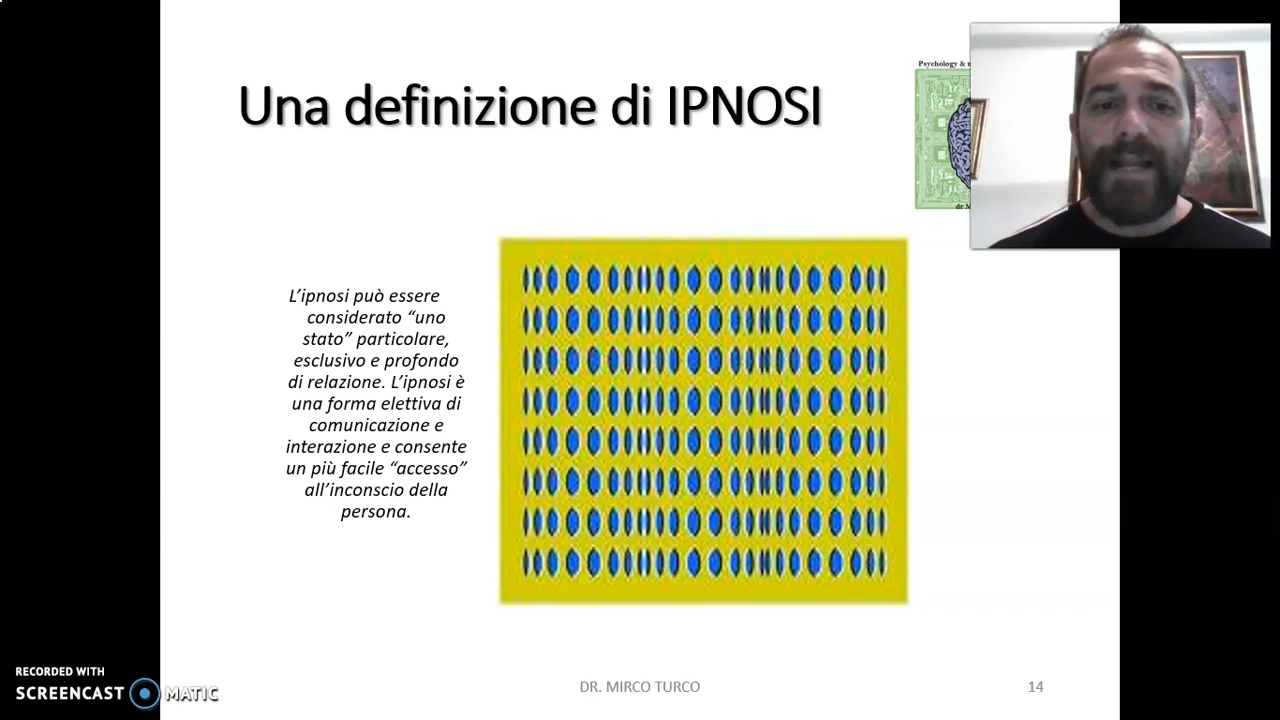 Psychology &
Una definizione di IPNOSI
L’ipnosi può essere
considerato “uno
stato” particolare,
esclusivo e profondo
di relazione. L’ipnosi è
una forma elettiva di
comunicazione e
interazione e consente
un più facile “accesso”
all’inconscio della
persona.
RECORDED WITH
SCREENCAST MATIC
DR. MIRCO TURCO
14